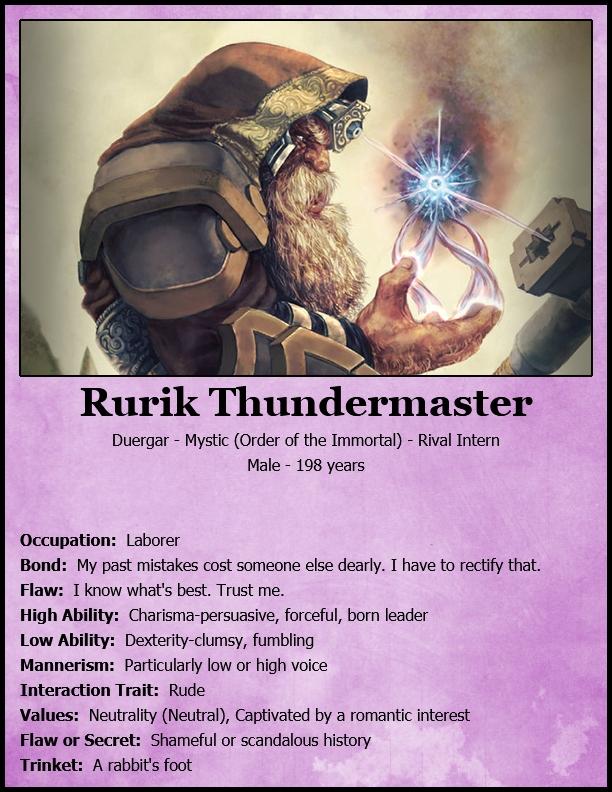 Rurik Thundermaster
Duergar - Mystic (Order of the Immortal) - Rival Intern
Male - 198 years
Occupation: Laborer
Bond: My past mistakes cost someone else dearly. I have to rectify that.
Flaw: I know what's best. Trust me.
High Ability: Charisma-persuasive, forceful, born leader
Low Ability: Dexterity-clumsy, fumbling
Mannerism: Particularly low or high voice
Interaction Trait: Rude
Values: Neutrality (Neutral), Captivated by a romantic interest
Flaw or Secret: Shameful or scandalous history
Trinket: A rabbit's foot